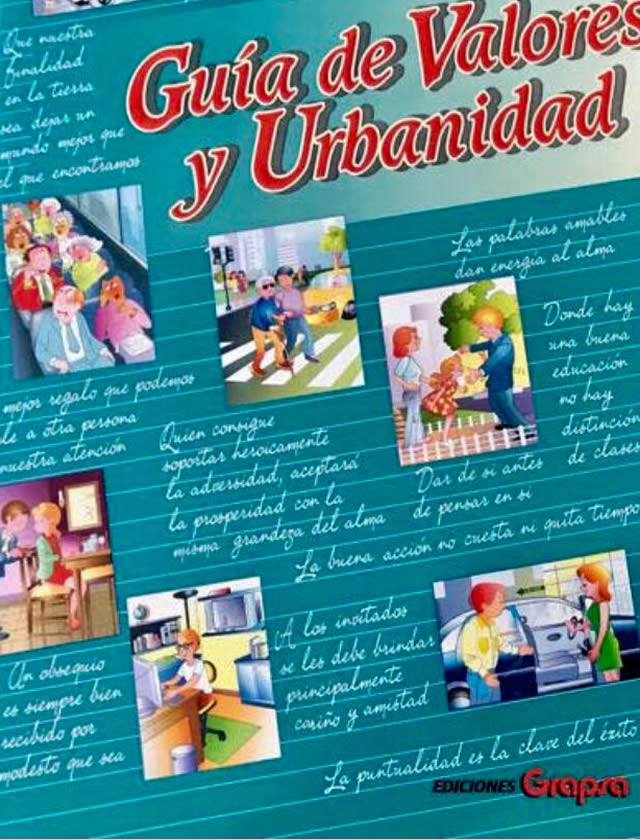 Que nuestra
finalidad
en la tierra
sea dejar un
mundo mejor que
el que encontramos
Guía de Valores
y Urbanidad
Las palabras amables
dan energia al alma
Donde hay
una buena
educación
no hay
distinción
de clases
mejor regalo que podemos
le a otra persona
nuestra atención
Quien consigue
soportar heroicamente
la adversidad, aceptará
la prosperidad con la
misma grandeza del alma
Dar de si antes
de pensar en si
La buena acción no cuesta ni quita tiempo
Un obsequio
es siempre bien
recibido por
modesto que sea
A los invitados
se les debe brindar
principalmente
cariño y amistad
La puntualidad es la clave del éxito
EDICIONES Grapsa